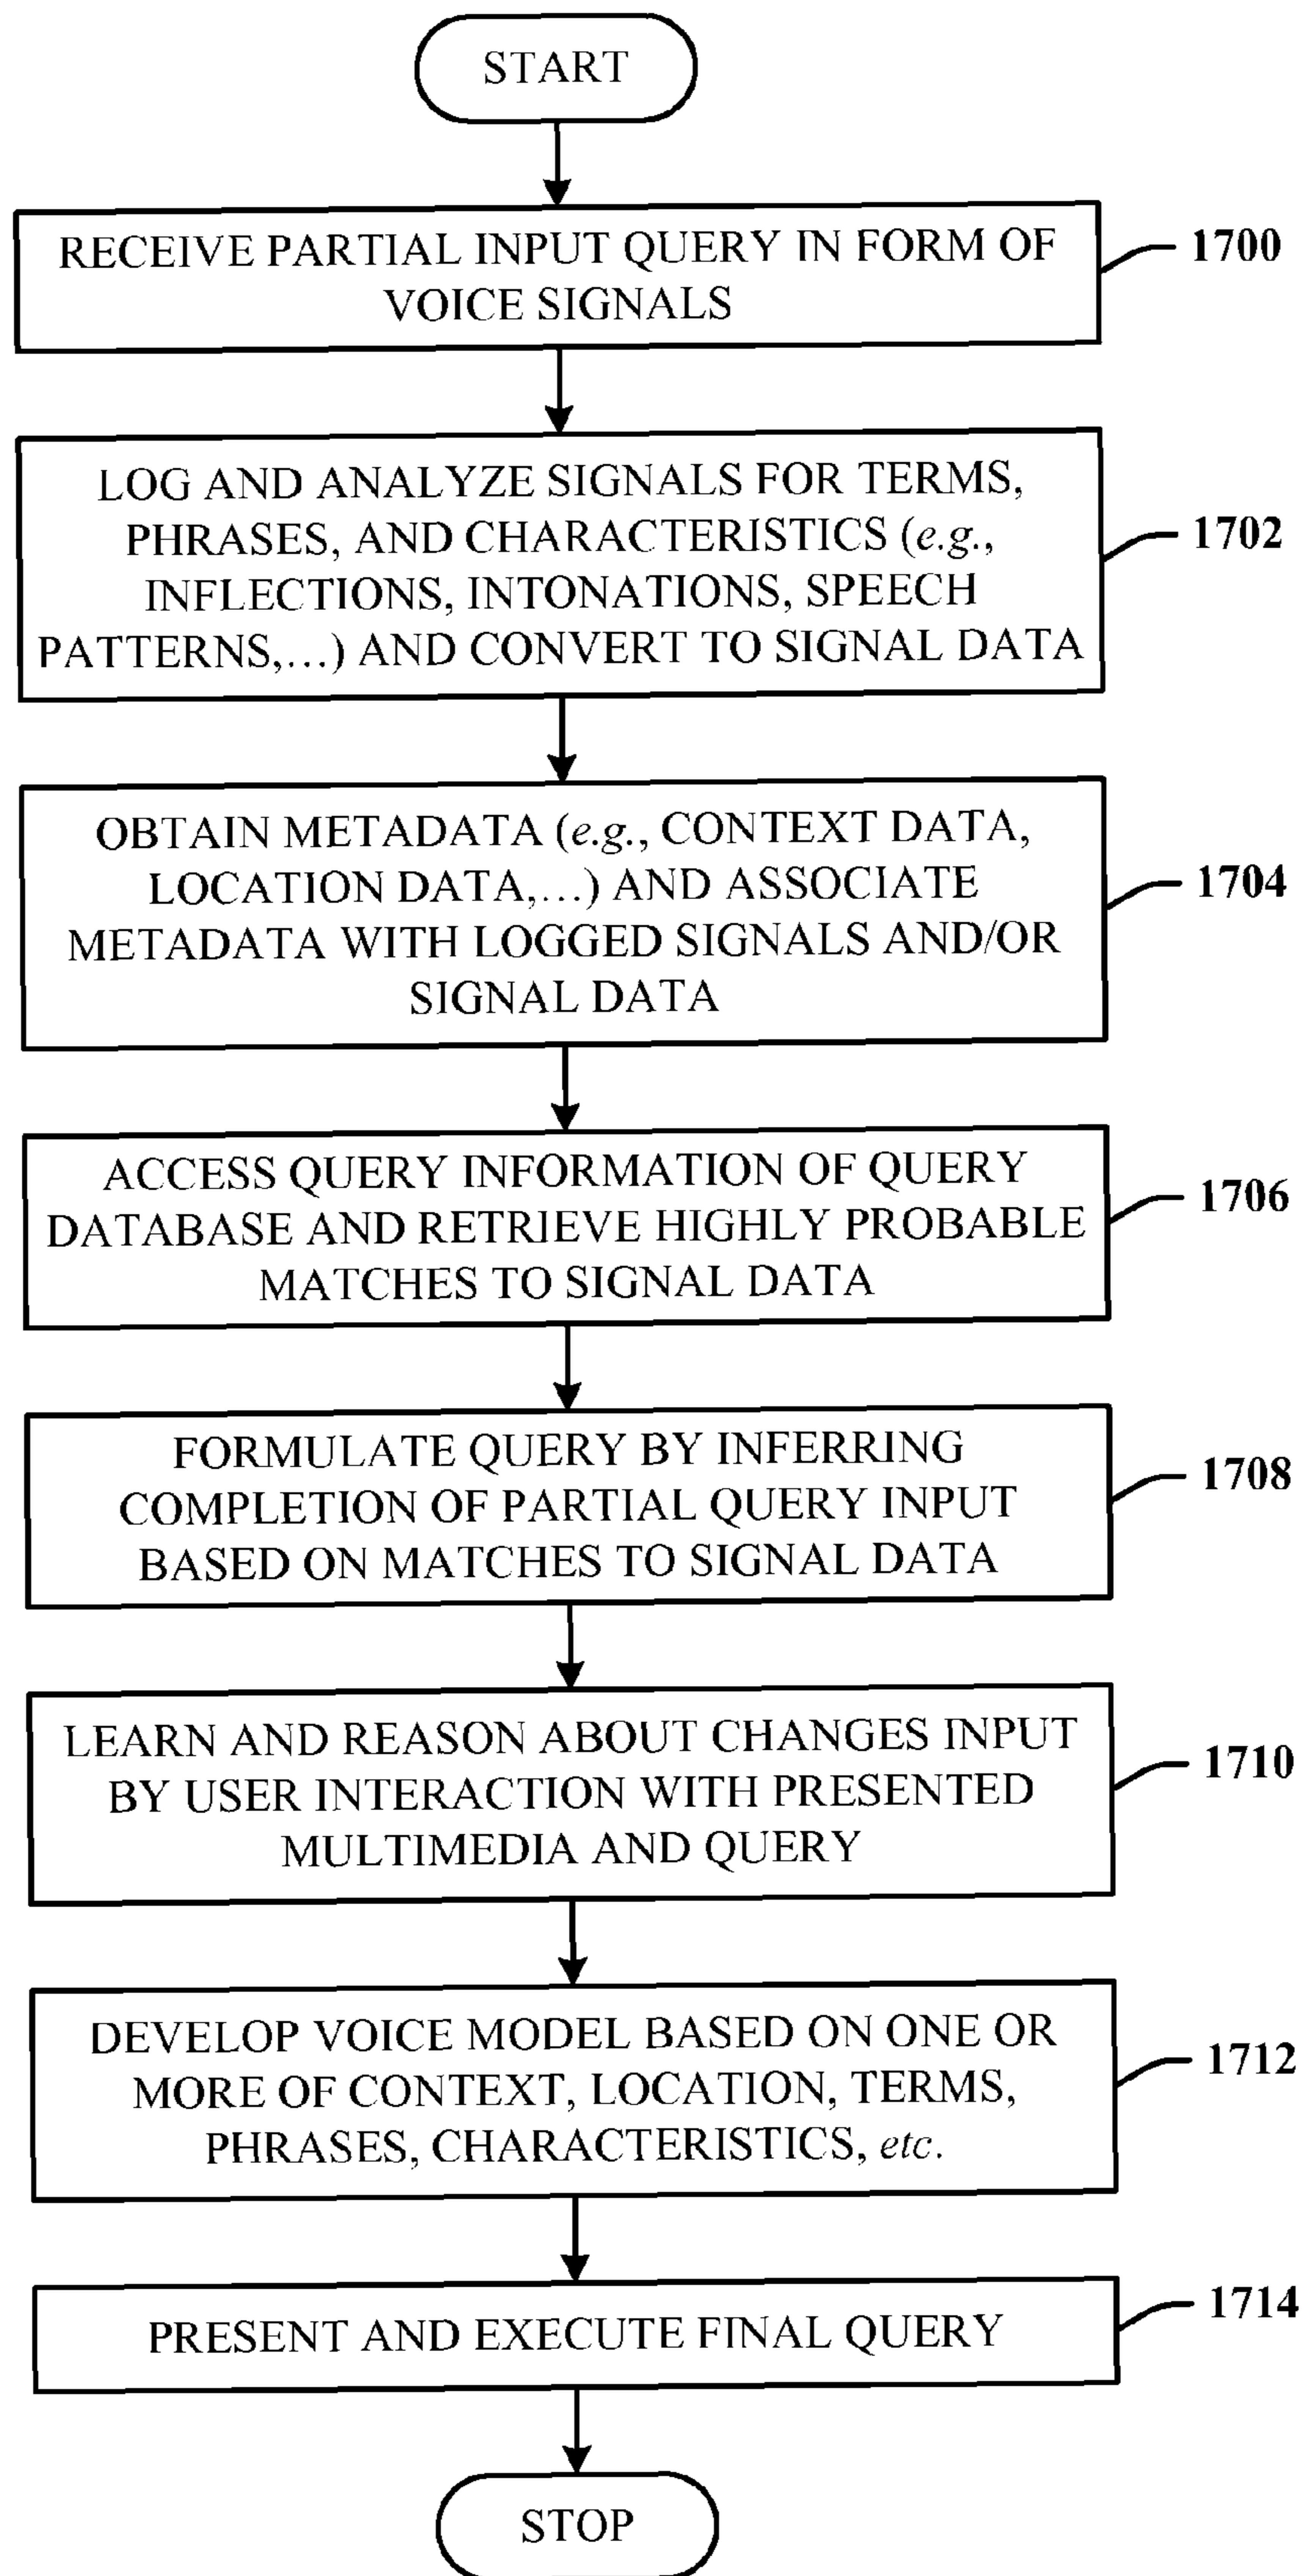 START
RECEIVE PARTIAL INPUT QUERY IN FORM OF
VOICE SIGNALS
1700
LOG AND ANALYZE SIGNALS FOR TERMS,
PHRASES, AND CHARACTERISTICS (e.g.,
INFLECTIONS, INTONATIONS, SPEECH
PATTERNS,...) AND CONVERT TO SIGNAL DATA
1702
OBTAIN METADATA (e.g., CONTEXT DATA,
LOCATION DATA,...) AND ASSOCIATE
METADATA WITH LOGGED SIGNALS AND/OR
SIGNAL DATA
1704
ACCESS QUERY INFORMATION OF QUERY
DATABASE AND RETRIEVE HIGHLY PROBABLE
MATCHES TO SIGNAL DATA
1706
FORMULATE QUERY BY INFERRING
COMPLETION OF PARTIAL QUERY INPUT
BASED ON MATCHES TO SIGNAL DATA
1708
LEARN AND REASON ABOUT CHANGES INPUT
BY USER INTERACTION WITH PRESENTED
MULTIMEDIA AND QUERY
1710
DEVELOP VOICE MODEL BASED ON ONE OR
MORE OF CONTEXT, LOCATION, TERMS,
PHRASES, CHARACTERISTICS, etc.
1712
PRESENT AND EXECUTE FINAL QUERY
1714
STOP